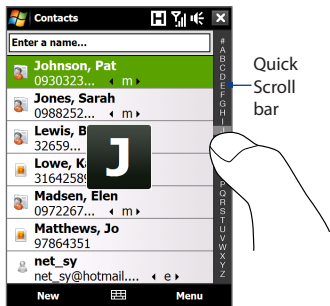 Contacts
Enter a name...
Johnson, Pat
0930323... m
Jones, Sarah
0988252... m
Lewis, B
32659...
Lowe, K
3164258
Madsen, Elen
0972267... m
Matthews, Jo
97864351
net_sy
net_sy@hotmail.... e
New Menu
J
#
A
B
C
D
E
F
G
H
I
P
Q
R
S
T
U
V
W
X
Y
Z
Quick
Scroll
bar